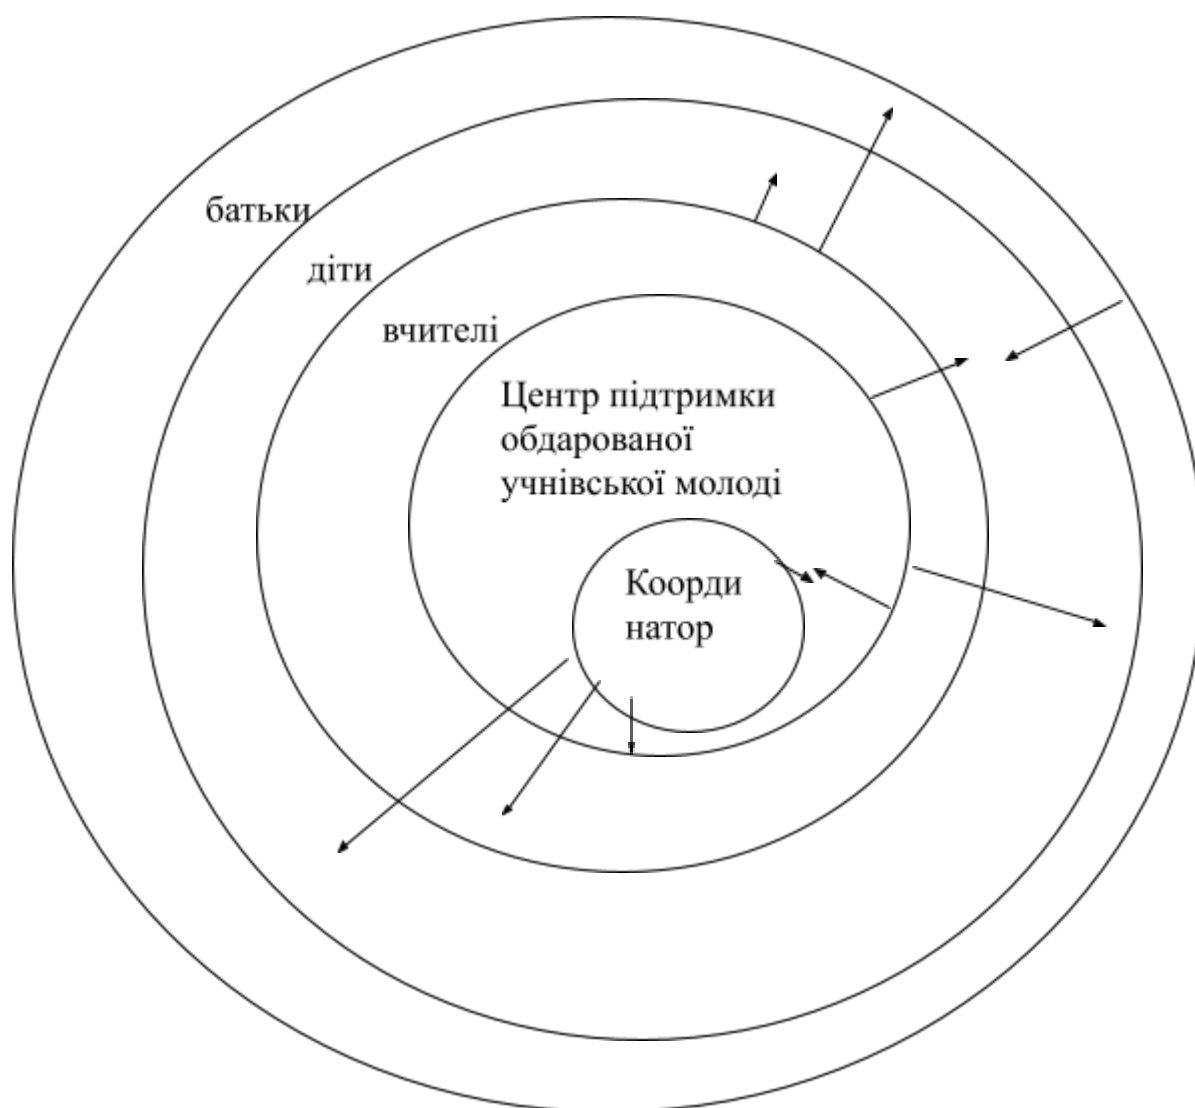 батьки
діти
вчителі
Центр підтримки
обдарованої
учнівської молоді
Коорди
натор